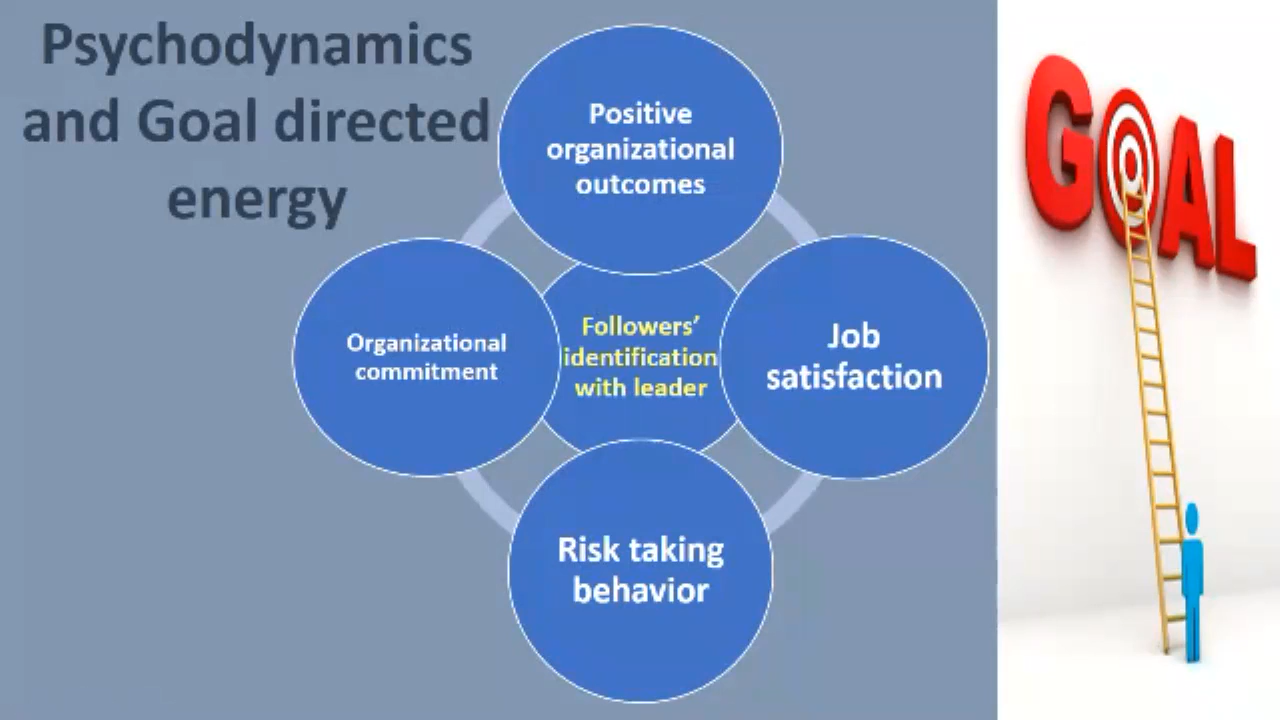 Psychodynamics
and Goal directed
energy
Positive
organizational
outcomes
Organizational
commitment
Followers’
identification
with leader
Job
satisfaction
Risk taking
behavior
GOAL